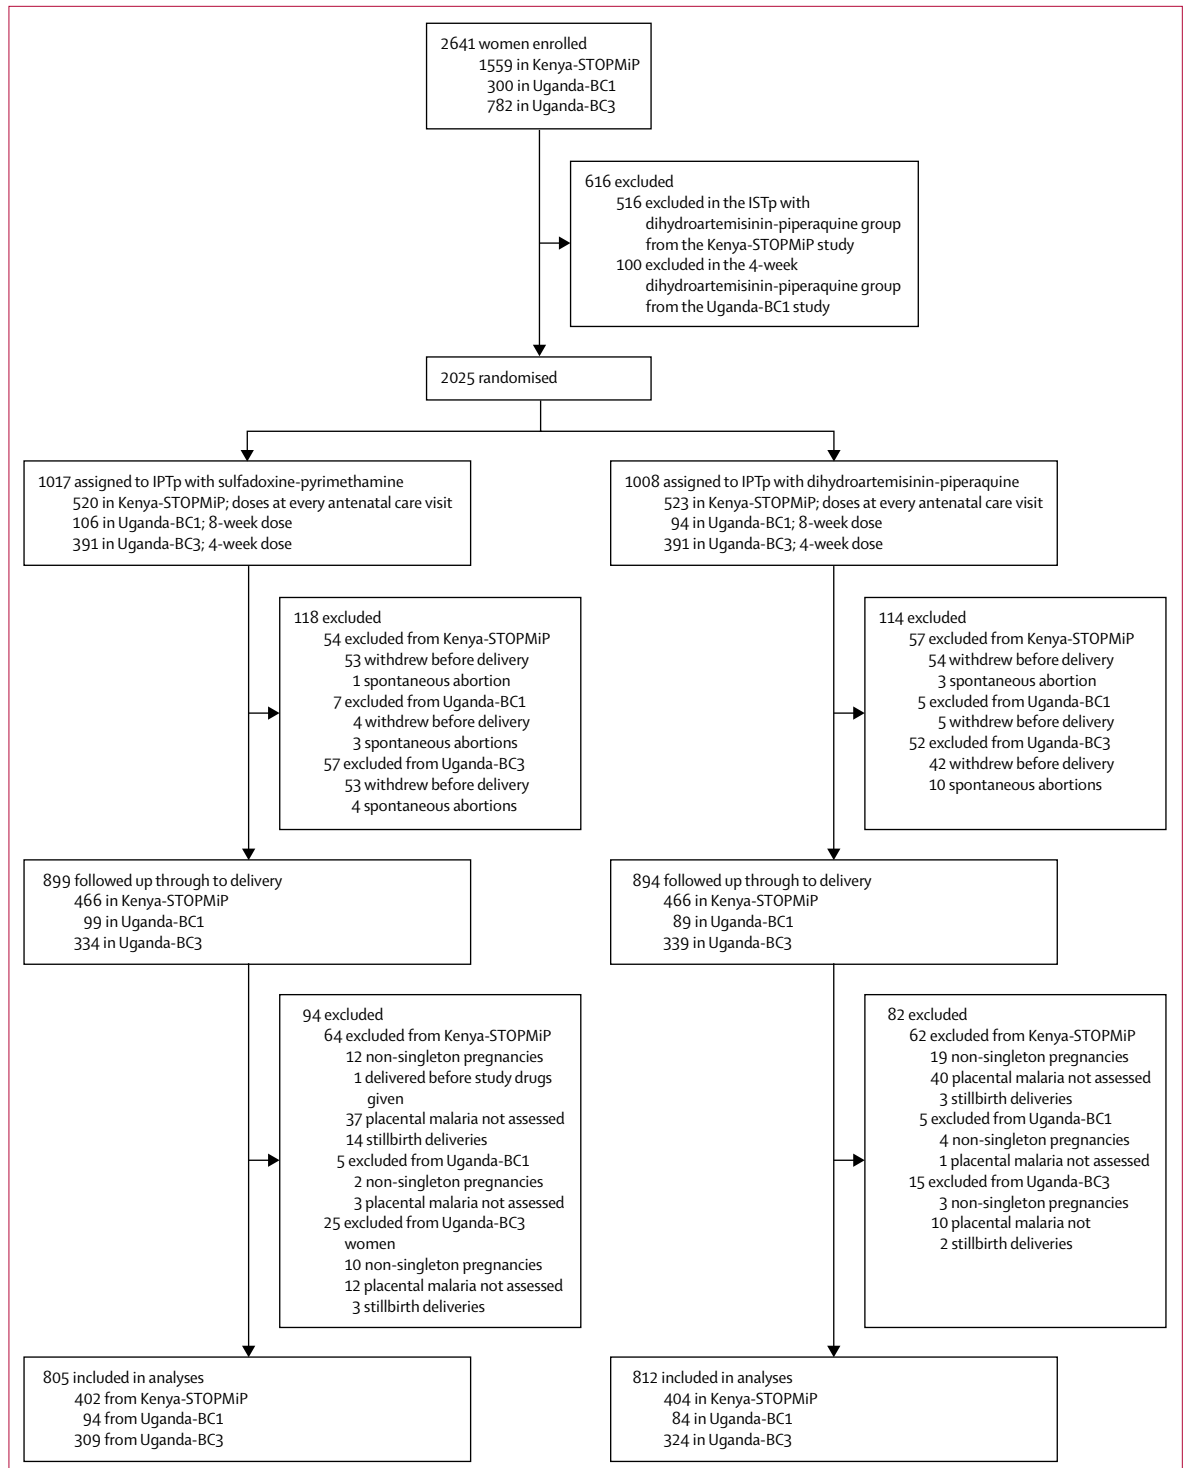 2641 women enrolled
1559 in Kenya-STOPMiP
300 in Uganda-BC1
782 in Uganda-BC3
616 excluded
516 excluded in the ISTp with
dihydroartemisinin-piperaquine group
from the Kenya-STOPMiP study
100 excluded in the 4-week
dihydroartemisinin-piperaquine group
from the Uganda-BC1 study
2025 randomised
1017 assigned to IPTp with sulfadoxine-pyrimethamine
520 in Kenya-STOPMiP; doses at every antenatal care visit
106 in Uganda-BC1; 8-week dose
391 in Uganda-BC3; 4-week dose
1008 assigned to IPTp with dihydroartemisinin-piperaquine
523 in Kenya-STOPMiP; doses at every antenatal care visit
94 in Uganda-BC1; 8-week dose
391 in Uganda-BC3; 4-week dose
118 excluded
54 excluded from Kenya-STOPMiP
53 withdrew before delivery
1 spontaneous abortion
7 excluded from Uganda-BC1
4 withdrew before delivery
3 spontaneous abortions
57 excluded from Uganda-BC3
53 withdrew before delivery
4 spontaneous abortions
114 excluded
57 excluded from Kenya-STOPMiP
54 withdrew before delivery
3 spontaneous abortion
5 excluded from Uganda-BC1
5 withdrew before delivery
52 excluded from Uganda-BC3
42 withdrew before delivery
10 spontaneous abortions
899 followed up through to delivery
466 in Kenya-STOPMiP
99 in Uganda-BC1
334 in Uganda-BC3
894 followed up through to delivery
466 in Kenya-STOPMiP
89 in Uganda-BC1
339 in Uganda-BC3
94 excluded
64 excluded from Kenya-STOPMiP
12 non-singleton pregnancies
1 delivered before study drugs
given
37 placental malaria not assessed
14 stillbirth deliveries
5 excluded from Uganda-BC1
2 non-singleton pregnancies
3 placental malaria not assessed
25 excluded from Uganda-BC3
women
10 non-singleton pregnancies
12 placental malaria not assessed
3 stillbirth deliveries
82 excluded
62 excluded from Kenya-STOPMiP
19 non-singleton pregnancies
40 placental malaria not assessed
3 stillbirth deliveries
5 excluded from Uganda-BC1
4 non-singleton pregnancies
1 placental malaria not assessed
15 excluded from Uganda-BC3
3 non-singleton pregnancies
10 placental malaria not
2 stillbirth deliveries
805 included in analyses
402 from Kenya-STOPMiP
94 from Uganda-BC1
309 from Uganda-BC3
812 included in analyses
404 in Kenya-STOPMiP
84 in Uganda-BC1
324 in Uganda-BC3